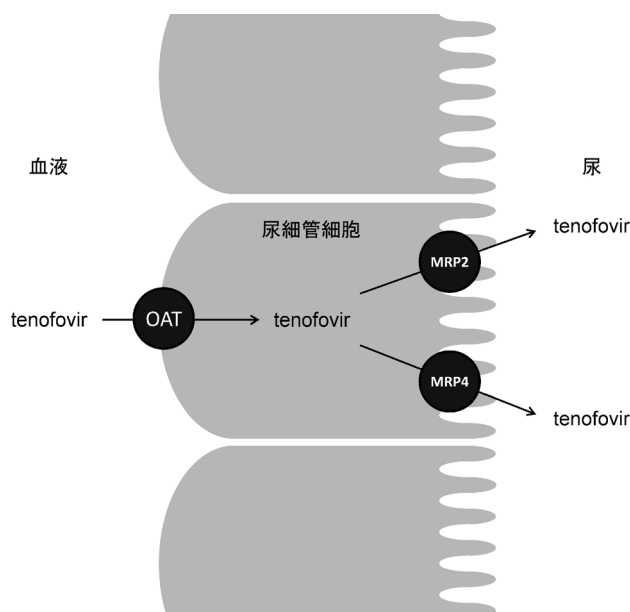 血液
尿
尿細管細胞
tenofovir
MRP2
tenofovir
OAT
tenofovir
MRP4
tenofovir